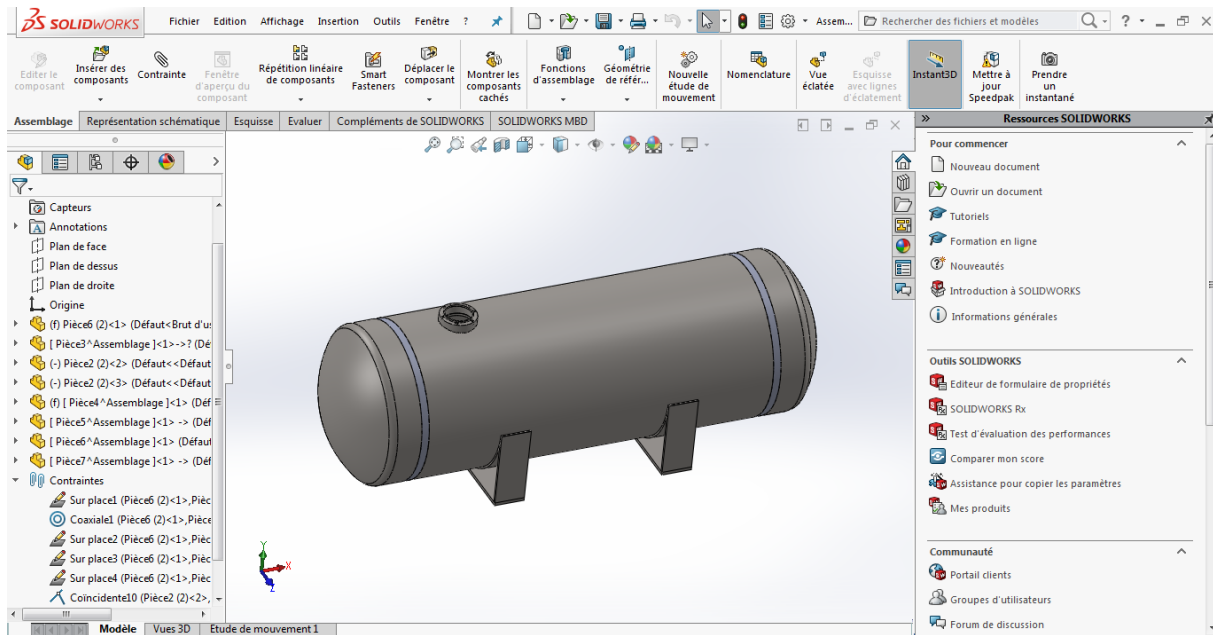 SOLIDWORKS
Fichier Edition Affichage Insertion Outils Fenêtre ?
Assem...
Rechercher des fichiers et modèles
?
Editer le composant
Insérer des composants
Contrainte
Fenêtre d'aperçu du composant
Répétition linéaire de composants
Smart Fasteners
Déplacer le composant
Montrer les composants cachés
Fonctions d'assemblage
Géométrie de référ...
Nouvelle étude de mouvement
Nomenclature
Vue éclatée
Esquisse avec lignes d'éclatement
Instant3D
Mettre à jour Speedpak
Prendre un instantané
Assemblage Représentation schématique Esquisse Evaluer Compléments de SOLIDWORKS SOLIDWORKS MBD
Capteurs
Annotations
Plan de face
Plan de dessus
Plan de droite
Origine
(f) Pièce6 (2)<1> (Défaut<Brut d'u
[ Pièce3^Assemblage ]<1>->? (Dé
(-) Pièce2 (2)<2> (Défaut<<Défaut
(-) Pièce2 (2)<3> (Défaut<<Défaut
(f) [ Pièce4^Assemblage ]<1> (Déf
[ Pièce5^Assemblage ]<1> -> (Déf
[ Pièce6^Assemblage ]<1> (Défaut
[ Pièce7^Assemblage ]<1> -> (Déf
Contraintes
Sur place1 (Pièce6 (2)<1>,Pièc
Coaxiale1 (Pièce6 (2)<1>,Pièce
Sur place2 (Pièce6 (2)<1>,Pièc
Sur place3 (Pièce6 (2)<1>,Pièc
Sur place4 (Pièce6 (2)<1>,Pièc
Coïncidente10 (Pièce2 (2)<2>,
Y
X
Z
Modèle Vues 3D Etude de mouvement 1
Ressources SOLIDWORKS
Pour commencer
Nouveau document
Ouvrir un document
Tutoriels
Formation en ligne
Nouveautés
Introduction à SOLIDWORKS
Informations générales
Outils SOLIDWORKS
Editeur de formulaire de propriétés
SOLIDWORKS Rx
Test d'évaluation des performances
Comparer mon score
Assistance pour copier les paramètres
Mes produits
Communauté
Portail clients
Groupes d'utilisateurs
Forum de discussion